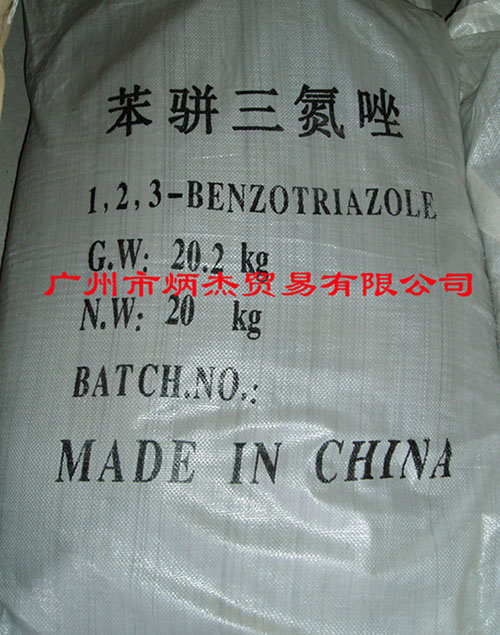 苯骈三氮唑
1,2,3-BENZOTRIAZOLE
G.W: 20.2 kg
广州市炳杰贸易有限公司
N.W: 20 kg
BATCH.NO.:
MADE IN CHINA